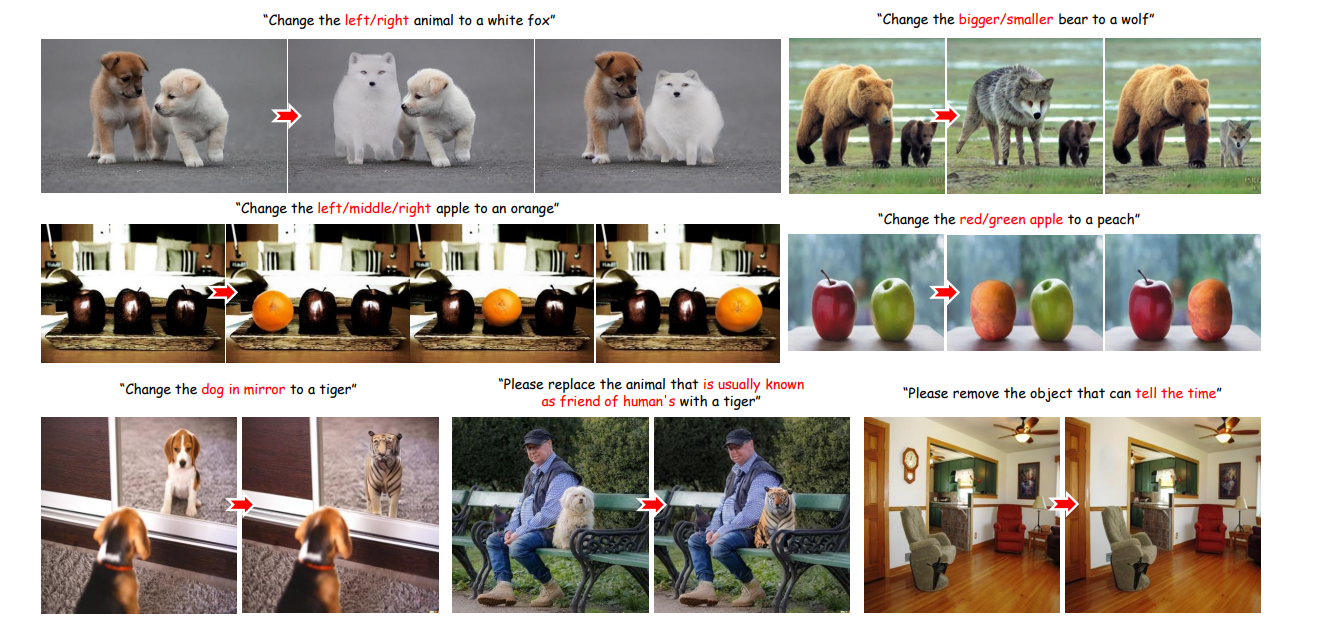 “Change the left/right animal to a white fox”
“Change the bigger/smaller bear to a wolf”
“Change the left/middle/right apple to an orange”
“Change the red/green apple to a peach”
“Change the dog in mirror to a tiger”
“Please replace the animal that is usually known
as friend of human's with a tiger”
“Please remove the object that can tell the time”